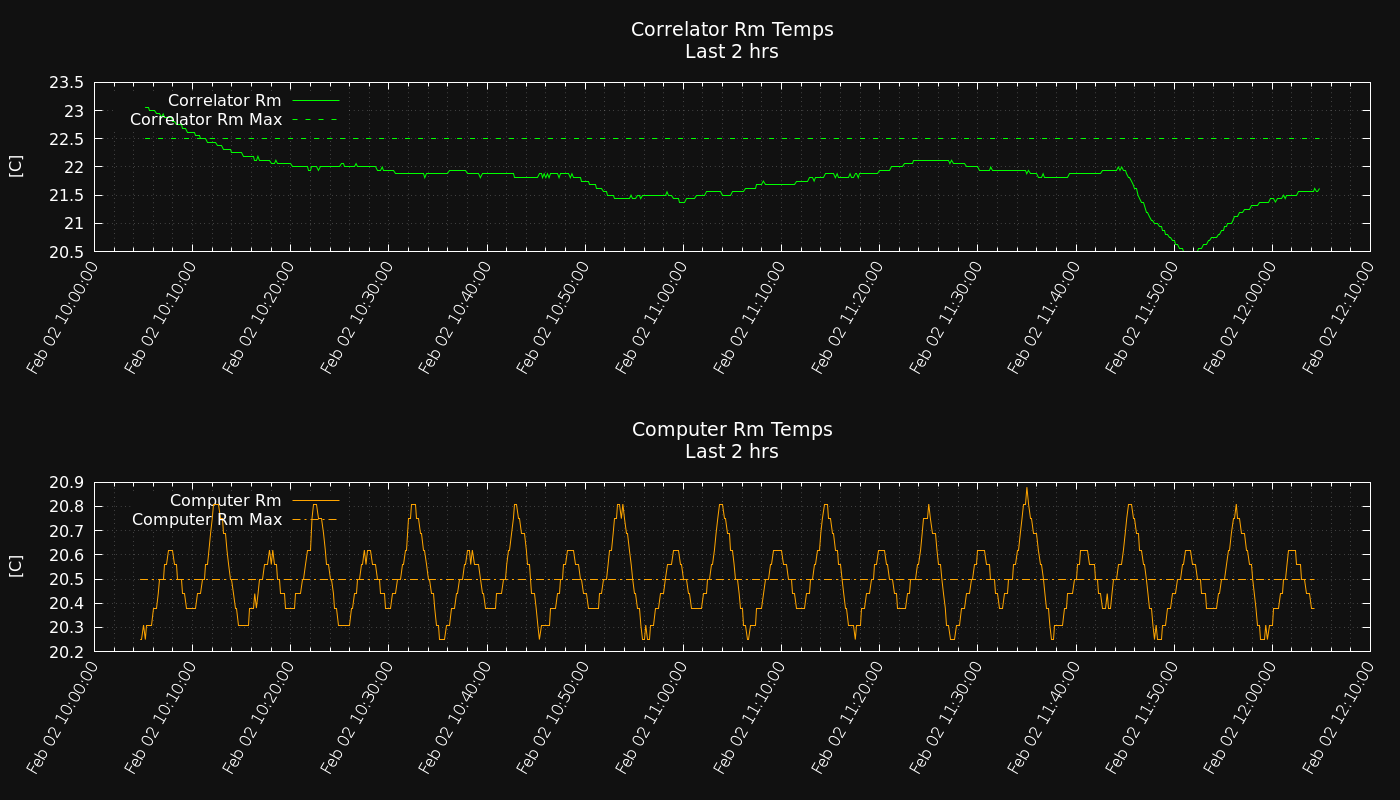 Correlator Rm Temps
Last 2 hrs
23.5
23
22.5
22
21.5
21
20.5
[C]
Correlator Rm
Correlator Rm Max
Feb 02 10:00:00
Feb 02 10:10:00
Feb 02 10:20:00
Feb 02 10:30:00
Feb 02 10:40:00
Feb 02 10:50:00
Feb 02 11:00:00
Feb 02 11:10:00
Feb 02 11:20:00
Feb 02 11:30:00
Feb 02 11:40:00
Feb 02 11:50:00
Feb 02 12:00:00
Feb 02 12:10:00
Computer Rm Temps
Last 2 hrs
20.9
20.8
20.7
20.6
20.5
20.4
20.3
20.2
[C]
Computer Rm
Computer Rm Max
Feb 02 10:00:00
Feb 02 10:10:00
Feb 02 10:20:00
Feb 02 10:30:00
Feb 02 10:40:00
Feb 02 10:50:00
Feb 02 11:00:00
Feb 02 11:10:00
Feb 02 11:20:00
Feb 02 11:30:00
Feb 02 11:40:00
Feb 02 11:50:00
Feb 02 12:00:00
Feb 02 12:10:00